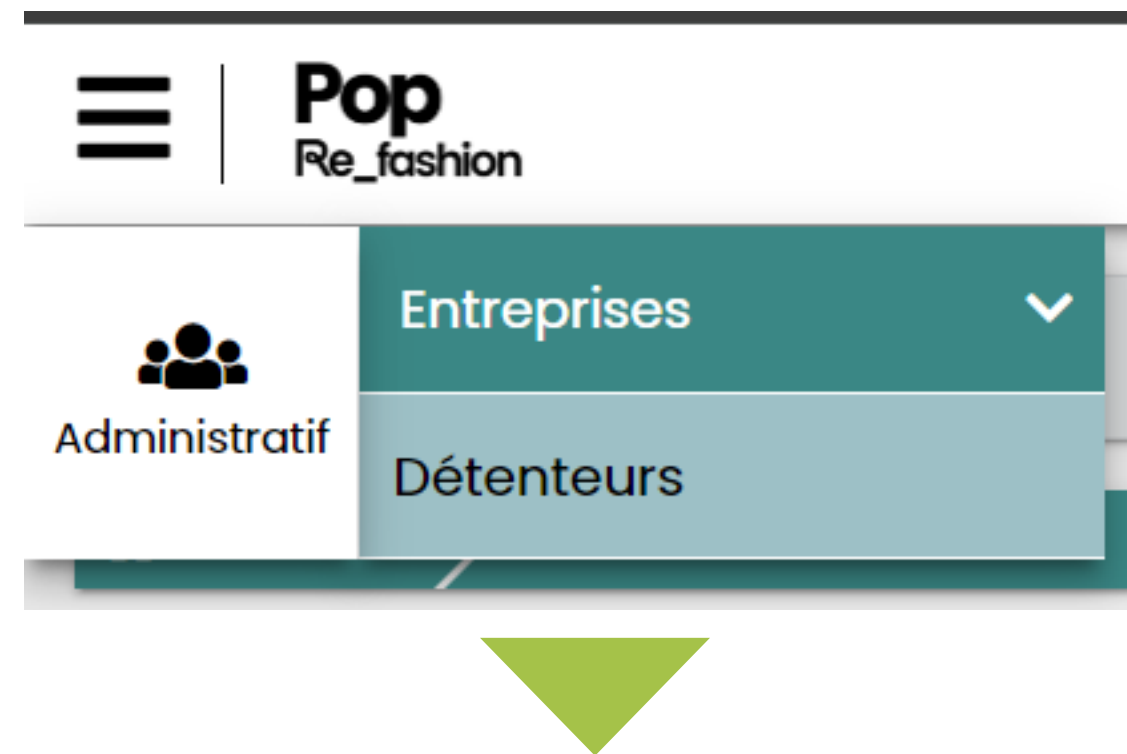 Pop
Re_fashion
Entreprises
Administratif
Détenteurs